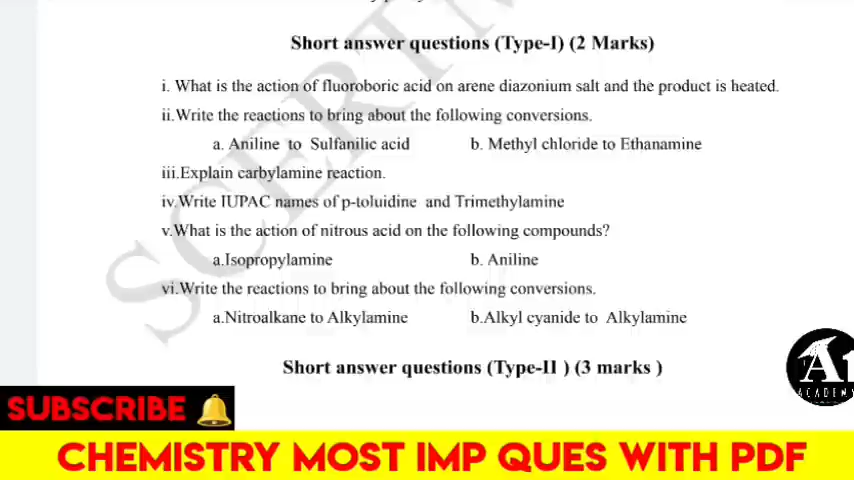 Short answer questions (Type-I) (2 Marks)
i. What is the action of fluoroboric acid on arene diazonium salt and the product is heated.
ii.Write the reactions to bring about the following conversions.
a. Aniline to Sulfanilic acid b. Methyl chloride to Ethanamine
iii.Explain carbylamine reaction.
iv.Write IUPAC names of p-toluidine and Trimethylamine
v.What is the action of nitrous acid on the following compounds?
a.Isopropylamine b. Aniline
vi.Write the reactions to bring about the following conversions.
a.Nitroalkane to Alkylamine b.Alkyl cyanide to Alkylamine
Short answer questions (Type-II ) (3 marks )
A1
ACADEMY
SUBSCRIBE
CHEMISTRY MOST IMP QUES WITH PDF